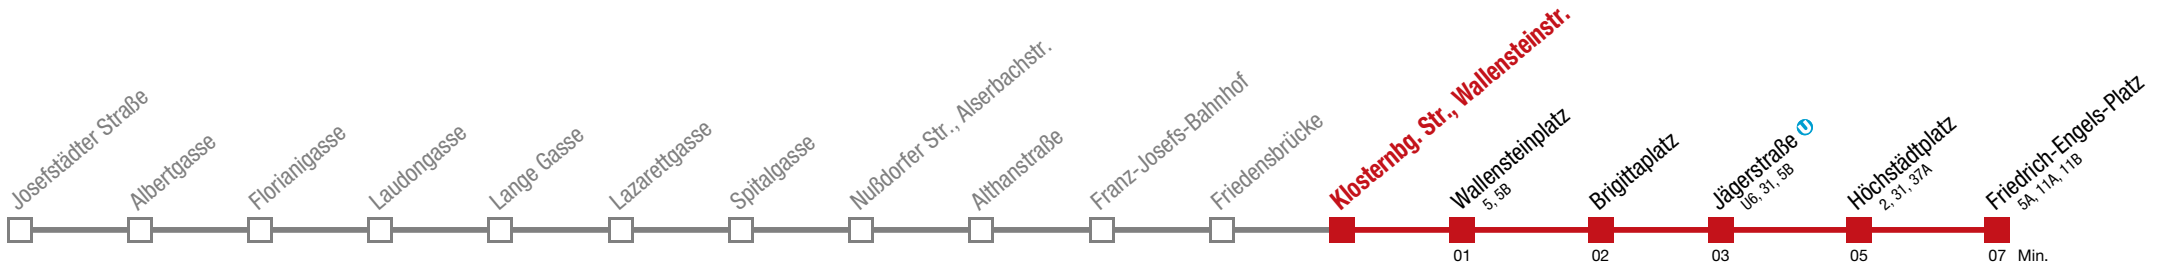 Josefstädter Straße
Albertgasse
Florianigasse
Laudongasse
Lange Gasse
Lazarettgasse
Spitalgasse
Nußdorfer Str., Alserbachstr.
Althanstraße
Franz-Josefs-Bahnhof
Friedensbrücke
Klosternbg. Str., Wallensteinstr.
Wallensteinplatz
5, 5B
Brigittaplatz
Jägerstraße U
U6, 31, 5B
Höchstädtplatz
2, 31, 37A
Friedrich-Engels-Platz
5A, 11A, 11B
01
02
03
05
07 Min.